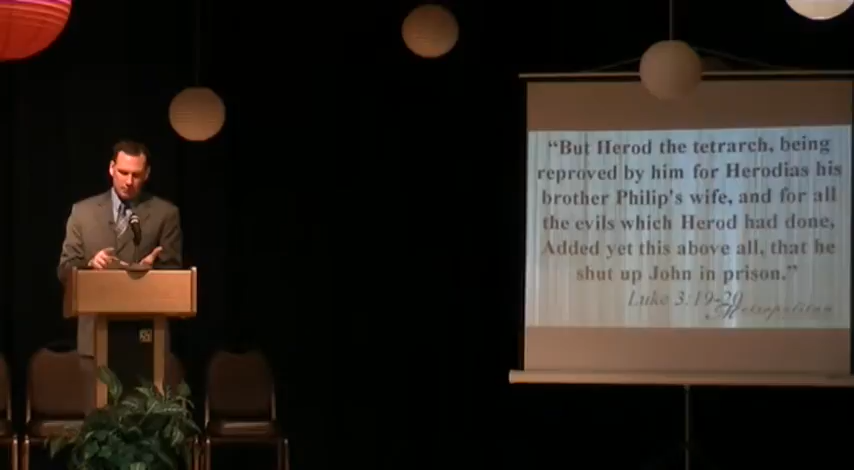 “But Herod the tetrarch, being
reproved by him for Herodias his
brother Philip's wife, and for all
the evils which Herod had done,
Added yet this above all, that he
shut up John in prison.”
Luke 3:19-20
Metropolitan